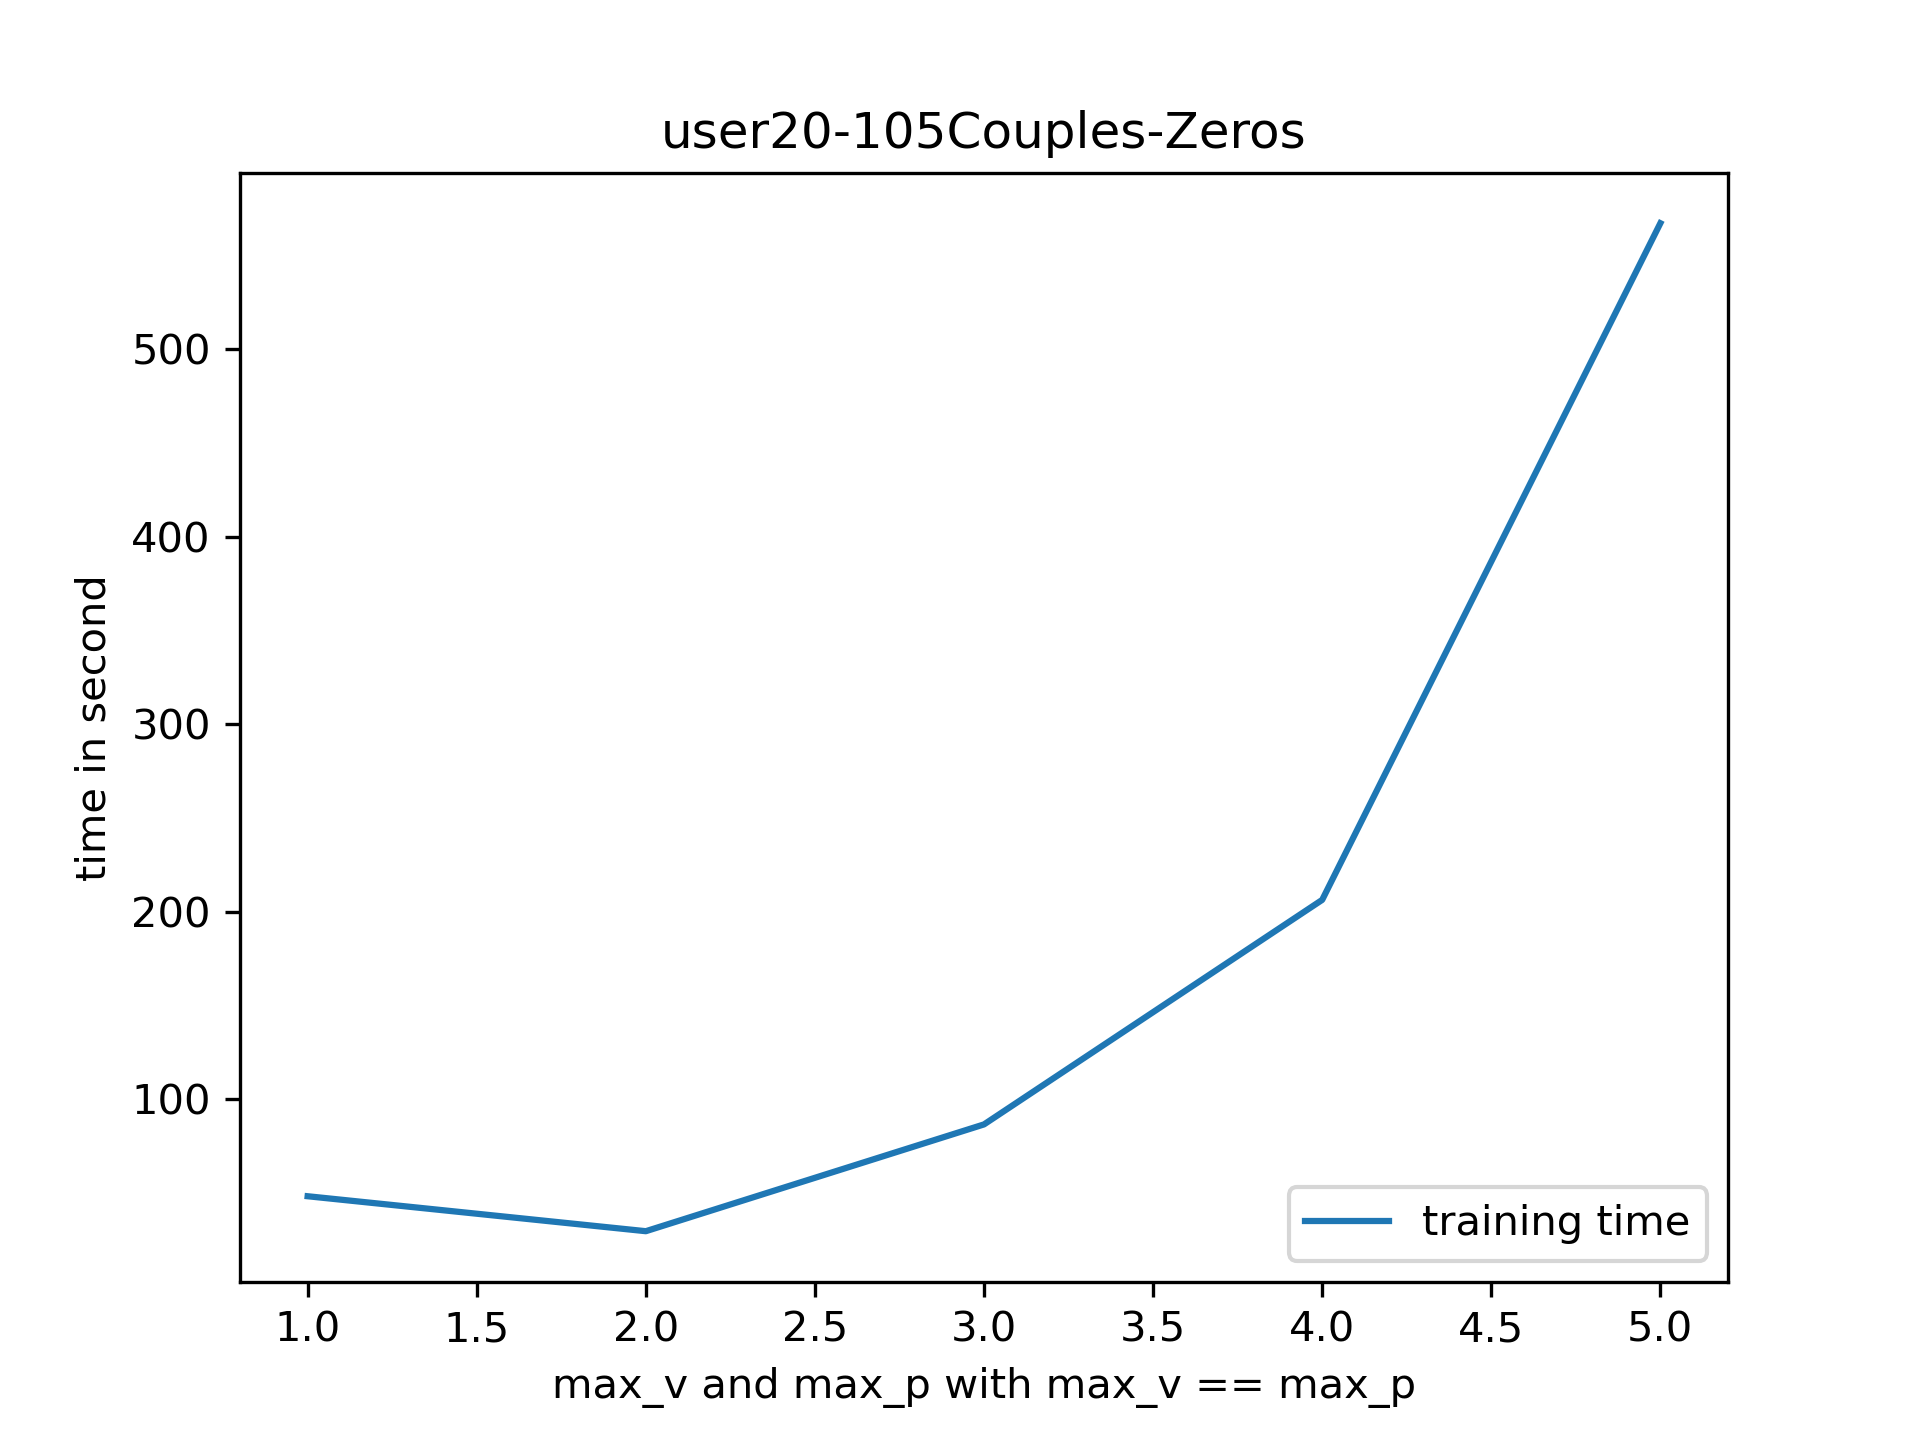 user20-105Couples-Zeros
time in second
500
400
300
200
100
training time
1.0 1.5 2.0 2.5 3.0 3.5 4.0 4.5 5.0
max_v and max_p with max_v == max_p